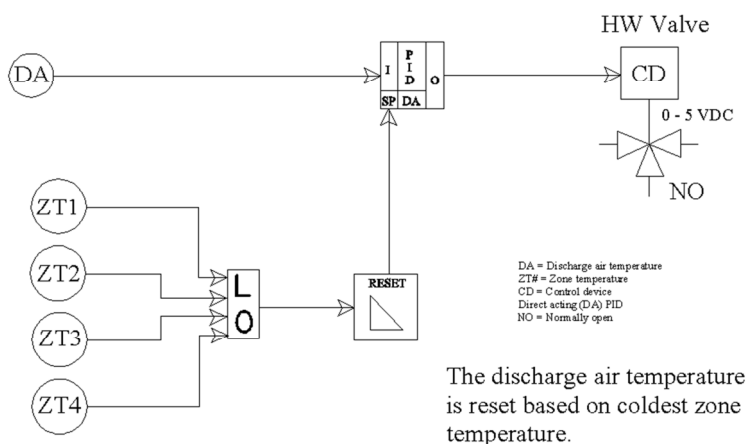 HW Valve
DA
I
P
I
D
O
SP
DA
CD
0 - 5 VDC
NO
ZT1
ZT2
ZT3
ZT4
L
O
RESET
DA = Discharge air temperature
ZT# = Zone temperature
CD = Control device
Direct acting (DA) PID
NO = Normally open
The discharge air temperature
is reset based on coldest zone
temperature.